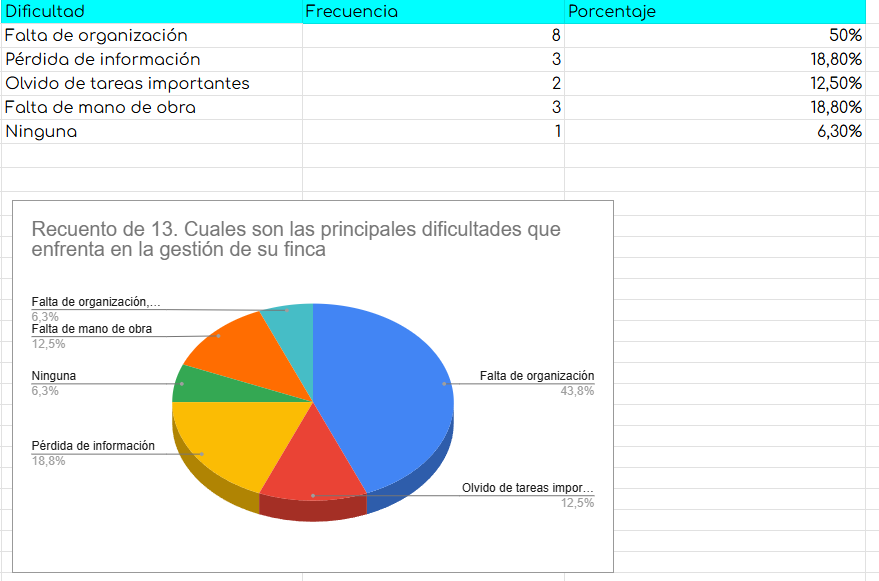 Dificultad Frecuencia Porcentaje
Falta de organización 8 50%
Pérdida de información 3 18,80%
Olvido de tareas importantes 2 12,50%
Falta de mano de obra 3 18,80%
Ninguna 1 6,30%
Recuento de 13. Cuales son las principales dificultades que
enfrenta en la gestión de su finca
Falta de organización,...
6,3%
Falta de mano de obra
12,5%
Ninguna
6,3%
Pérdida de información
18,8%
Falta de organización
43,8%
Olvido de tareas impor...
12,5%